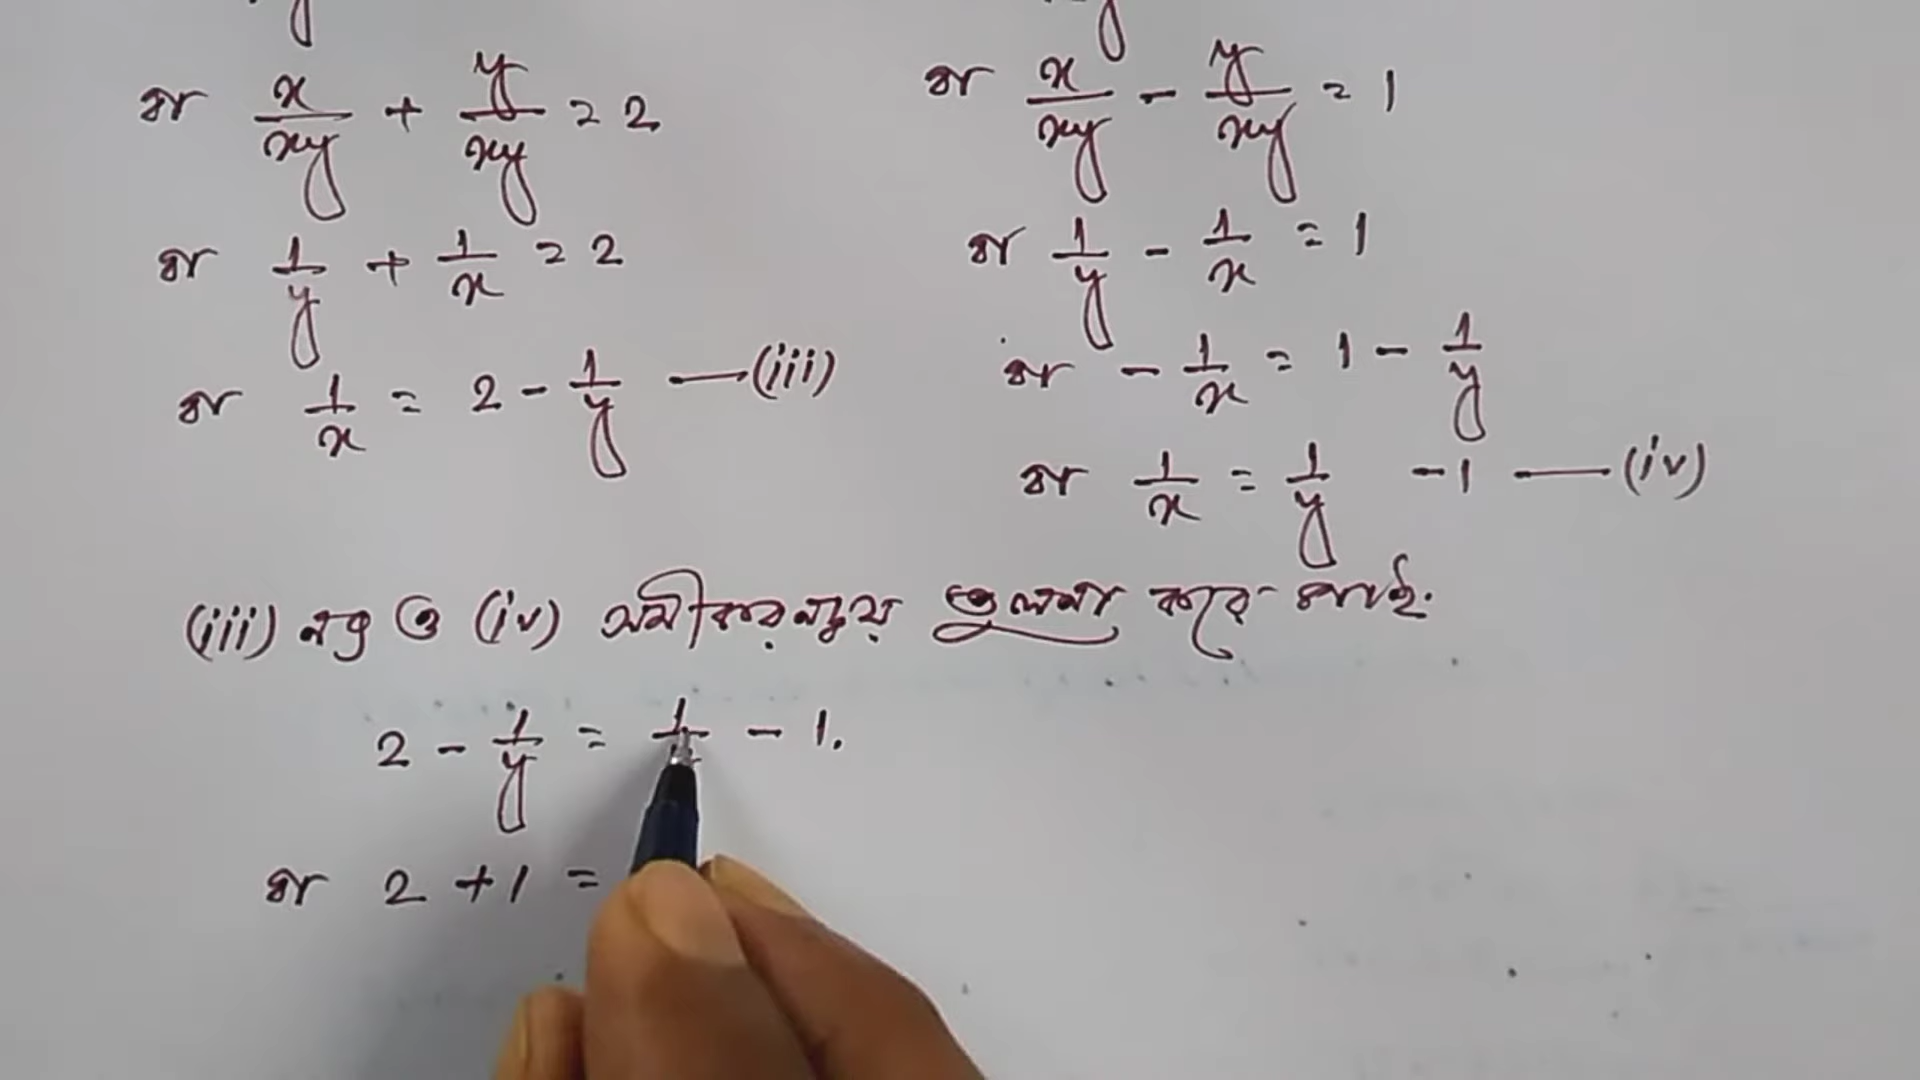 বা x/xy + y/xy = 2
বা 1/y + 1/x = 2
বা 1/x = 2 - 1/y —(iii)
বা x/xy - y/xy = 1
বা 1/y - 1/x = 1
বা - 1/x = 1 - 1/y
বা 1/x = 1/y - 1 —(iv)
(iii) নং ও (iv) সমীকরণদ্বয় তুলনা করে পাই.
2 - 1/y = 1/ - 1.
বা 2 + 1 =